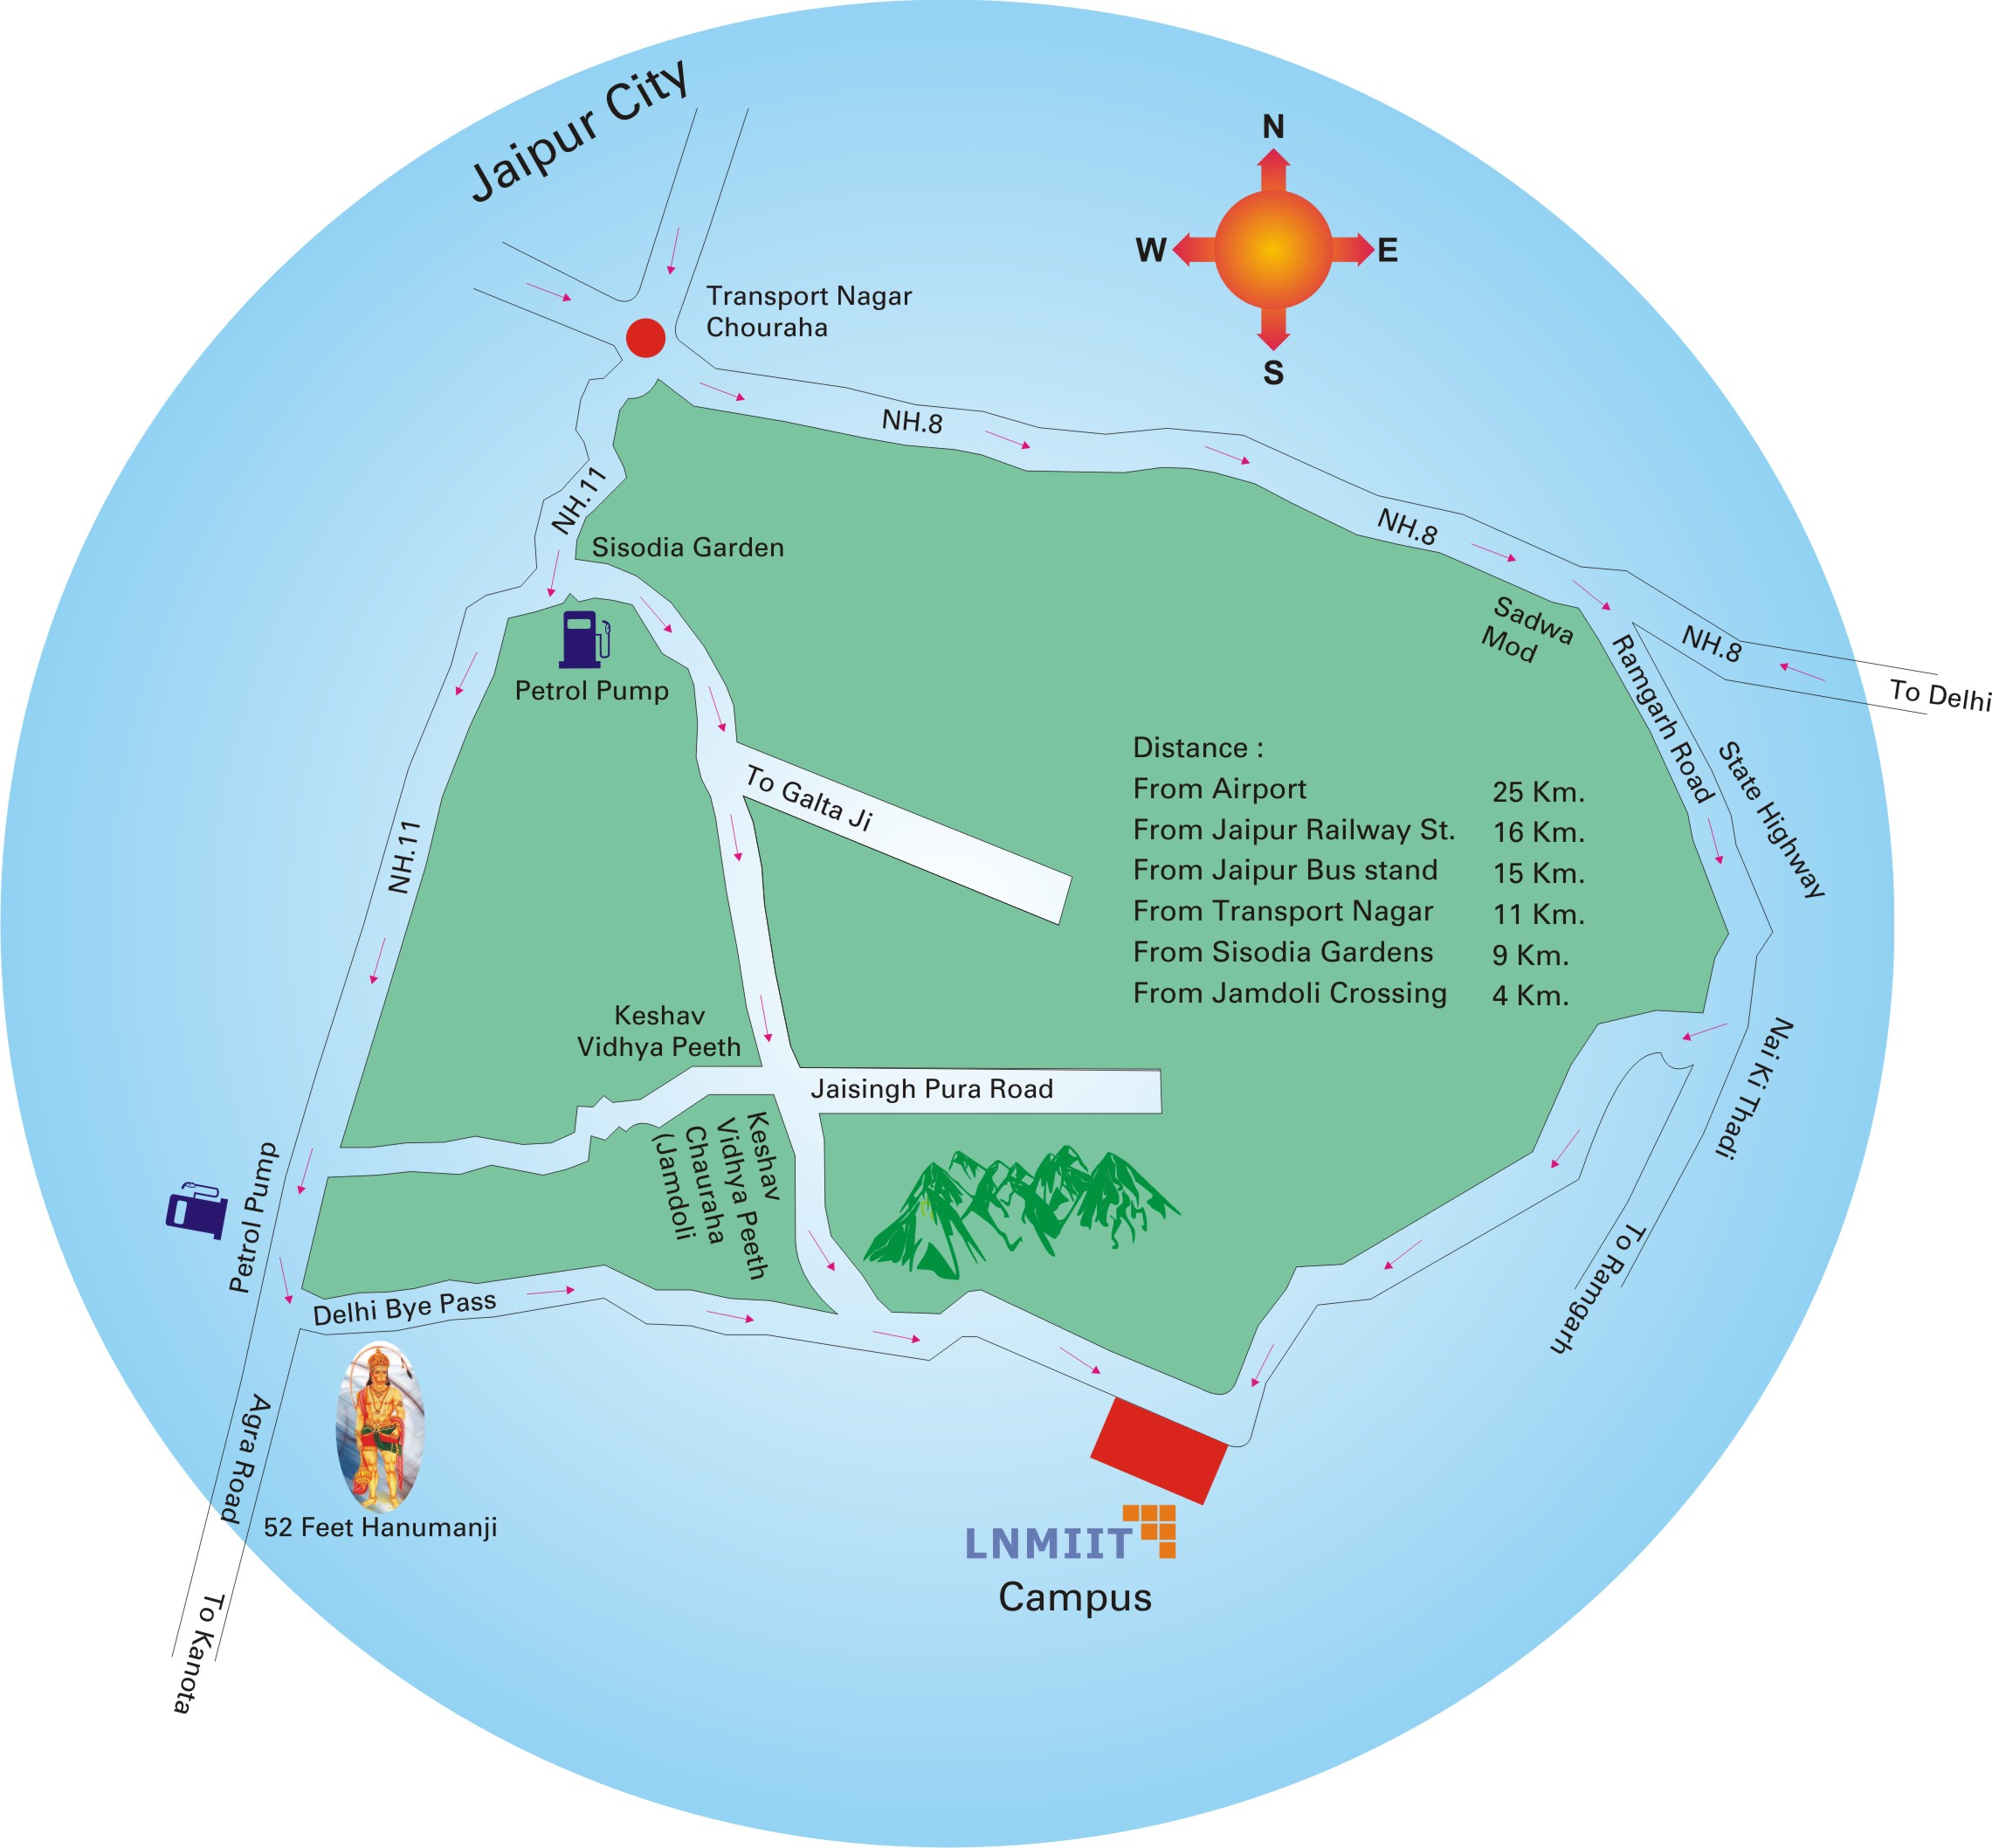 Jaipur City
N
W
E
S
Transport Nagar
Chouraha
NH.8
NH.11
NH.8
Sisodia Garden
Sadwa
Mod
NH.8
To Delhi
Ramgarh Road
State Highway
Petrol Pump
To Galta Ji
Distance :
From Airport 25 Km.
From Jaipur Railway St. 16 Km.
From Jaipur Bus stand 15 Km.
From Transport Nagar 11 Km.
From Sisodia Gardens 9 Km.
From Jamdoli Crossing 4 Km.
NH.11
Keshav
Vidhya Peeth
Jaisingh Pura Road
Nai Ki Thadi
Keshav
Vidhya Peeth
Chauraha
(Jamdoli
Petrol Pump
To Ramgarh
Delhi Bye Pass
Agra Road
52 Feet Hanumanji
LNMIIT
Campus
To Kanota